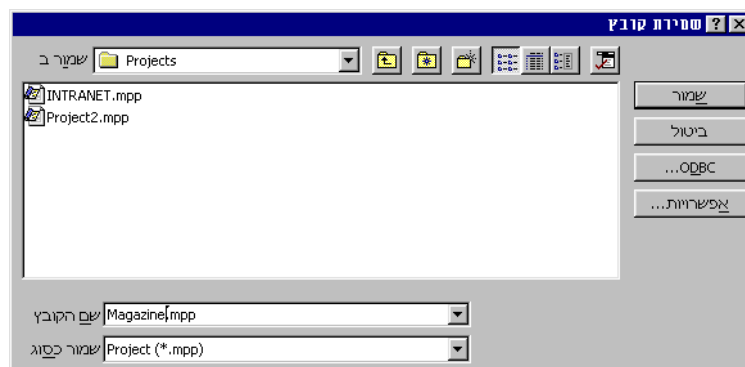 שמירת קובץ
שמור ב Projects
INTRANET.mpp
Project2.mpp
שמור
ביטול
ODBC...
אפשרויות...
שם הקובץ Magazine.mpp
שמור כסוג Project (*.mpp)